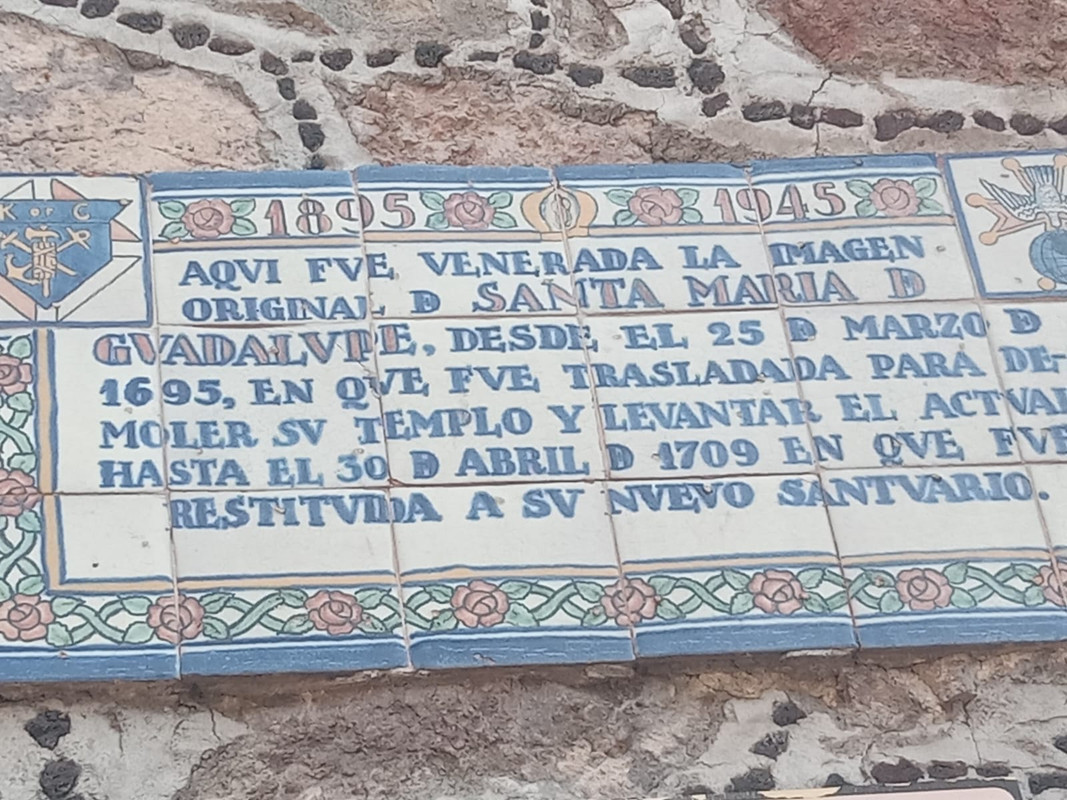 K OF C
1895 1945
AQVI FVE VENERADA LA IMAGEN
ORIGINAL Đ SANTA MARIA Đ
GVADALVPE, DESDE EL 25 Đ MARZO Đ
1695, EN QVE FVE TRASLADADA PARA DE-
MOLER SV TEMPLO Y LEVANTAR EL ACTVAL
HASTA EL 30 Đ ABRIL Đ 1709 EN QVE FVE
RESTITVIDA A SV NVEVO SANTVARIO.